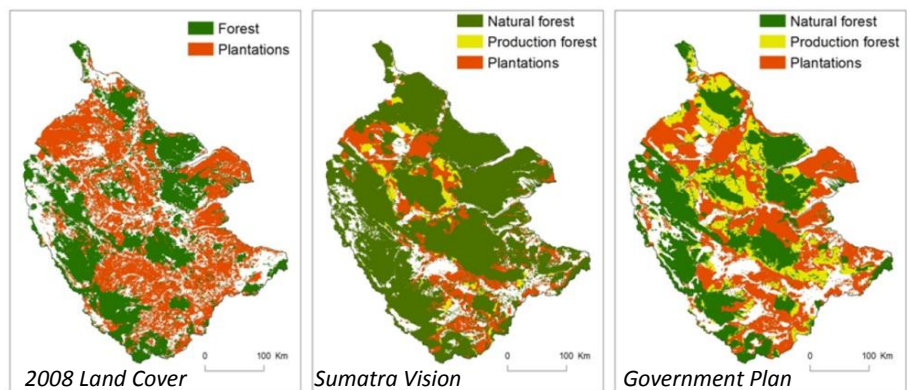 Forest
Plantations
0 100 Km
2008 Land Cover
Natural forest
Production forest
Plantations
0 100 Km
Sumatra Vision
Natural forest
Production forest
Plantations
0 100 Km
Government Plan